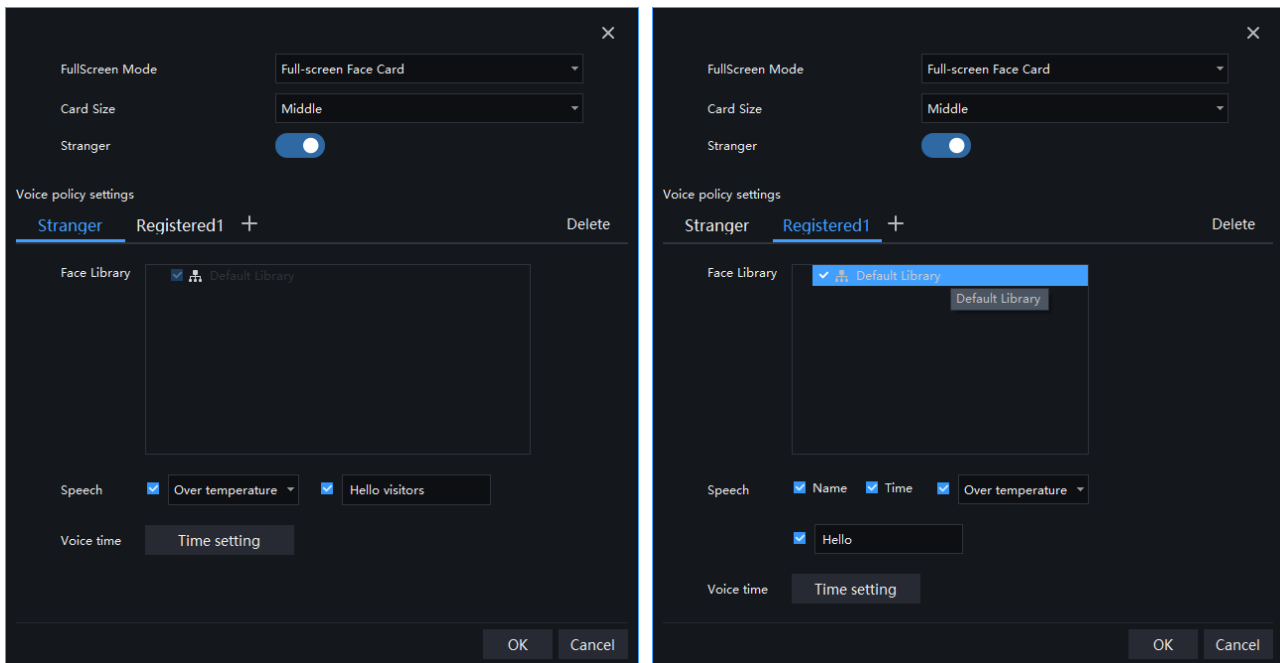 FullScreen Mode Full-screen Face Card
Card Size Middle
Stranger
Voice policy settings
Stranger Registered1 + Delete
Face Library Default Library
Speech Over temperature Hello visitors
Voice time Time setting
OK Cancel
FullScreen Mode Full-screen Face Card
Card Size Middle
Stranger
Voice policy settings
Stranger Registered1 + Delete
Face Library Default Library
Default Library
Speech Name Time Over temperature
Hello
Voice time Time setting
OK Cancel